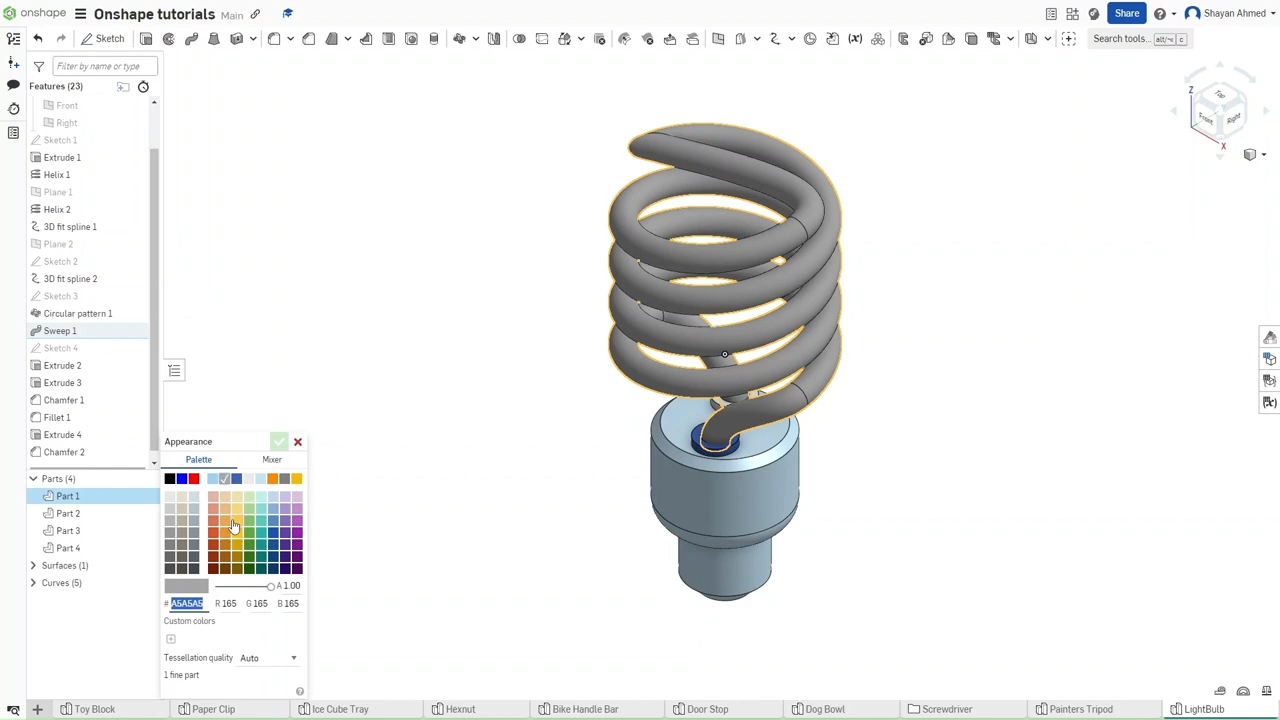 onshape Onshape tutorials Main Share Shayan Ahmed
Sketch Search tools... alt/⌥ c
Filter by name or type
Features (23)
Front
Right
Sketch 1
Extrude 1
Helix 1
Plane 1
Helix 2
3D fit spline 1
Plane 2
Sketch 2
3D fit spline 2
Sketch 3
Circular pattern 1
Sweep 1
Sketch 4
Extrude 2
Extrude 3
Chamfer 1
Fillet 1
Extrude 4
Chamfer 2
Parts (4)
Part 1
Part 2
Part 3
Part 4
Surfaces (1)
Curves (5)
Appearance
Palette Mixer
A 1.00
# A5A5A5 R 165 G 165 B 165
Custom colors
Tessellation quality Auto
1 fine part
Z
Top
Front
Right
X
Toy Block Paper Clip Ice Cube Tray Hexnut Bike Handle Bar Door Stop Dog Bowl Screwdriver Painters Tripod LightBulb